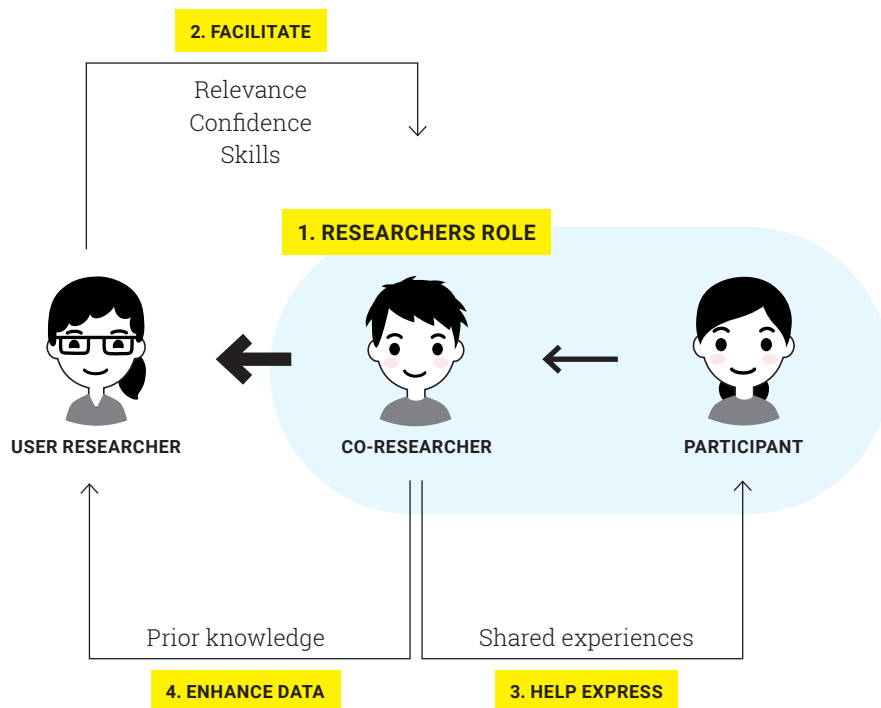 2. FACILITATE
Relevance
Confidence
Skills
1. RESEARCHERS ROLE
USER RESEARCHER
CO-RESEARCHER
PARTICIPANT
Prior knowledge
Shared experiences
4. ENHANCE DATA
3. HELP EXPRESS